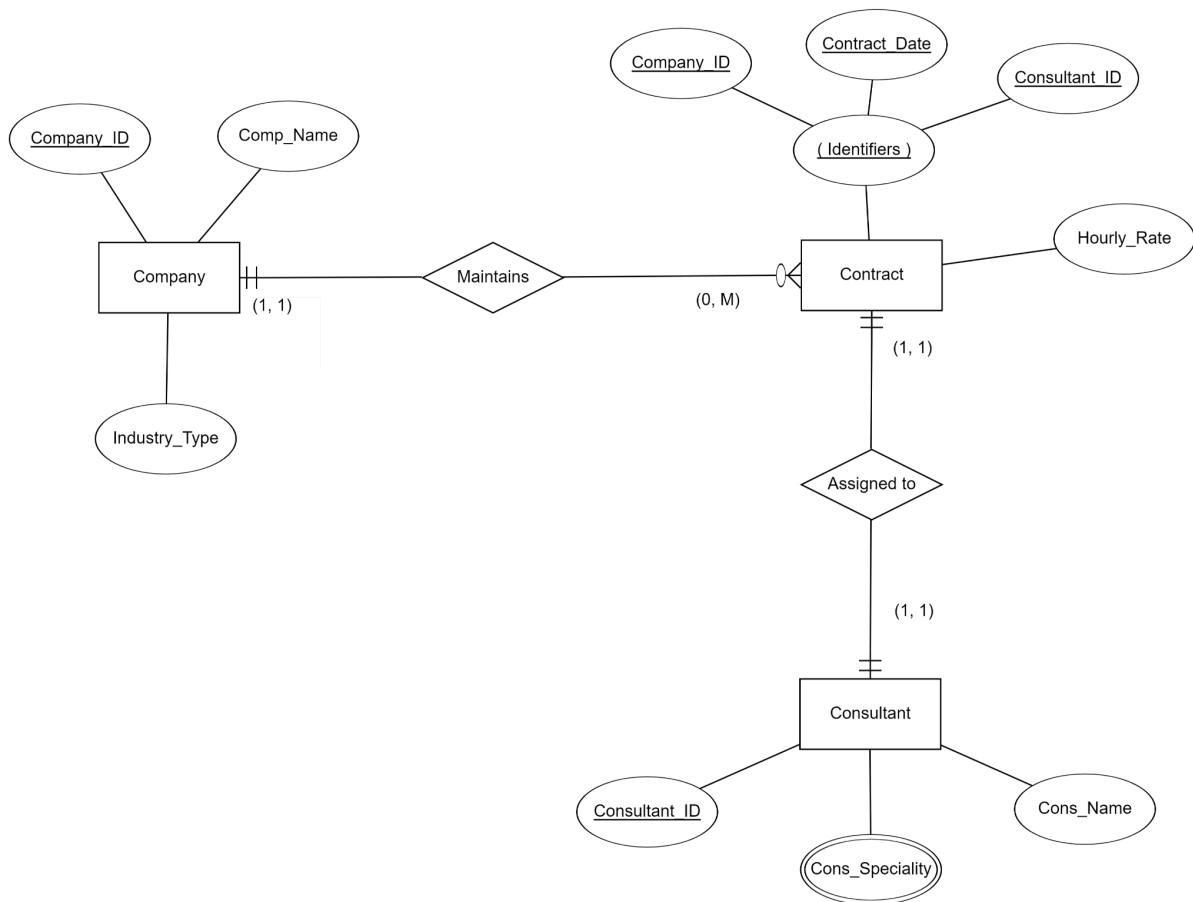 Contract_Date
Company_ID
Consultant_ID
Company_ID
Comp_Name
( Identifiers )
Hourly_Rate
Company
Maintains
Contract
(1, 1)
(0, M)
(1, 1)
Industry_Type
Assigned to
(1, 1)
Consultant
Consultant_ID
Cons_Name
Cons_Speciality